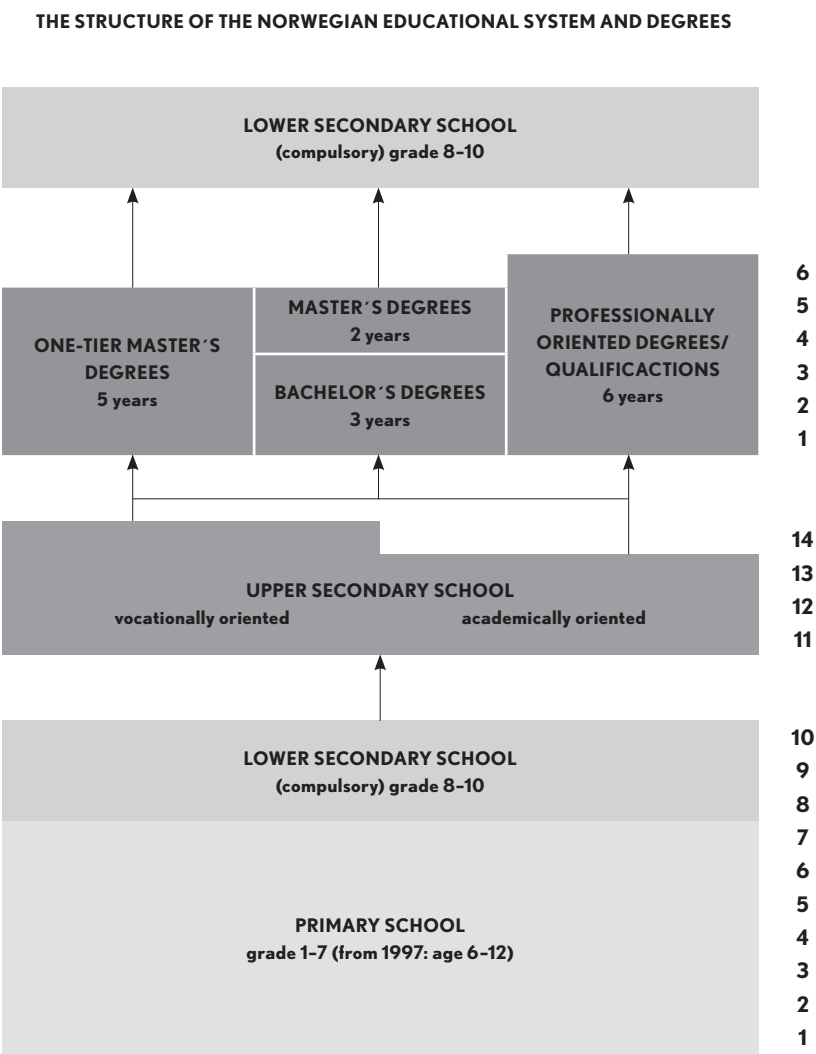 THE STRUCTURE OF THE NORWEGIAN EDUCATIONAL SYSTEM AND DEGREES
LOWER SECONDARY SCHOOL
(compulsory) grade 8–10
ONE-TIER MASTER´S
DEGREES
5 years
MASTER´S DEGREES
2 years
BACHELOR´S DEGREES
3 years
PROFESSIONALLY
ORIENTED DEGREES/
QUALIFICACTIONS
6 years
6
5
4
3
2
1
UPPER SECONDARY SCHOOL
vocationally oriented
academically oriented
14
13
12
11
LOWER SECONDARY SCHOOL
(compulsory) grade 8–10
PRIMARY SCHOOL
grade 1–7 (from 1997: age 6–12)
10
9
8
7
6
5
4
3
2
1